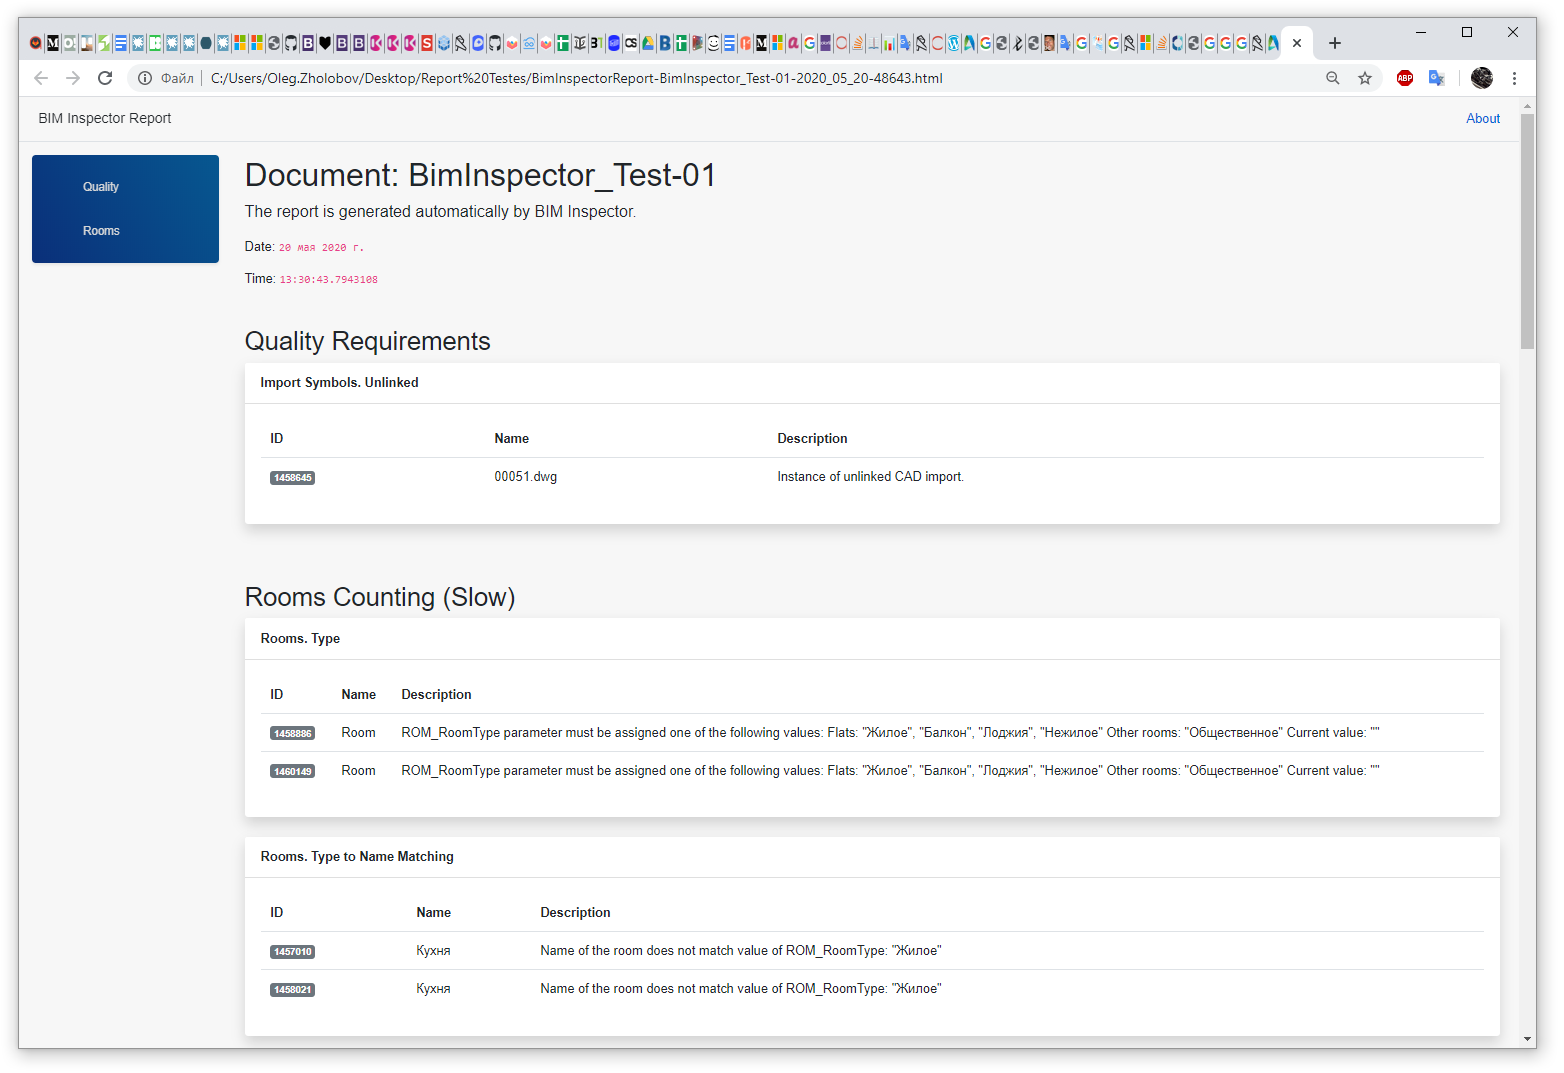 Файл
C:/Users/Oleg.Zholobov/Desktop/Report%20Testes/BimInspectorReport-BimInspector_Test-01-2020_05_20-48643.html
ABP
BIM Inspector Report
About
Quality
Rooms
Document: BimInspector_Test-01
The report is generated automatically by BIM Inspector.
Date: 20 мая 2020 г.
Time: 13:30:43.7943108
Quality Requirements
Import Symbols. Unlinked
ID Name Description
1458645 00051.dwg Instance of unlinked CAD import.
Rooms Counting (Slow)
Rooms. Type
ID Name Description
1458886 Room ROM_RoomType parameter must be assigned one of the following values: Flats: "Жилое", "Балкон", "Лоджия", "Нежилое" Other rooms: "Общественное" Current value: ""
1460149 Room ROM_RoomType parameter must be assigned one of the following values: Flats: "Жилое", "Балкон", "Лоджия", "Нежилое" Other rooms: "Общественное" Current value: ""
Rooms. Type to Name Matching
ID Name Description
1457010 Кухня Name of the room does not match value of ROM_RoomType: "Жилое"
1458021 Кухня Name of the room does not match value of ROM_RoomType: "Жилое"